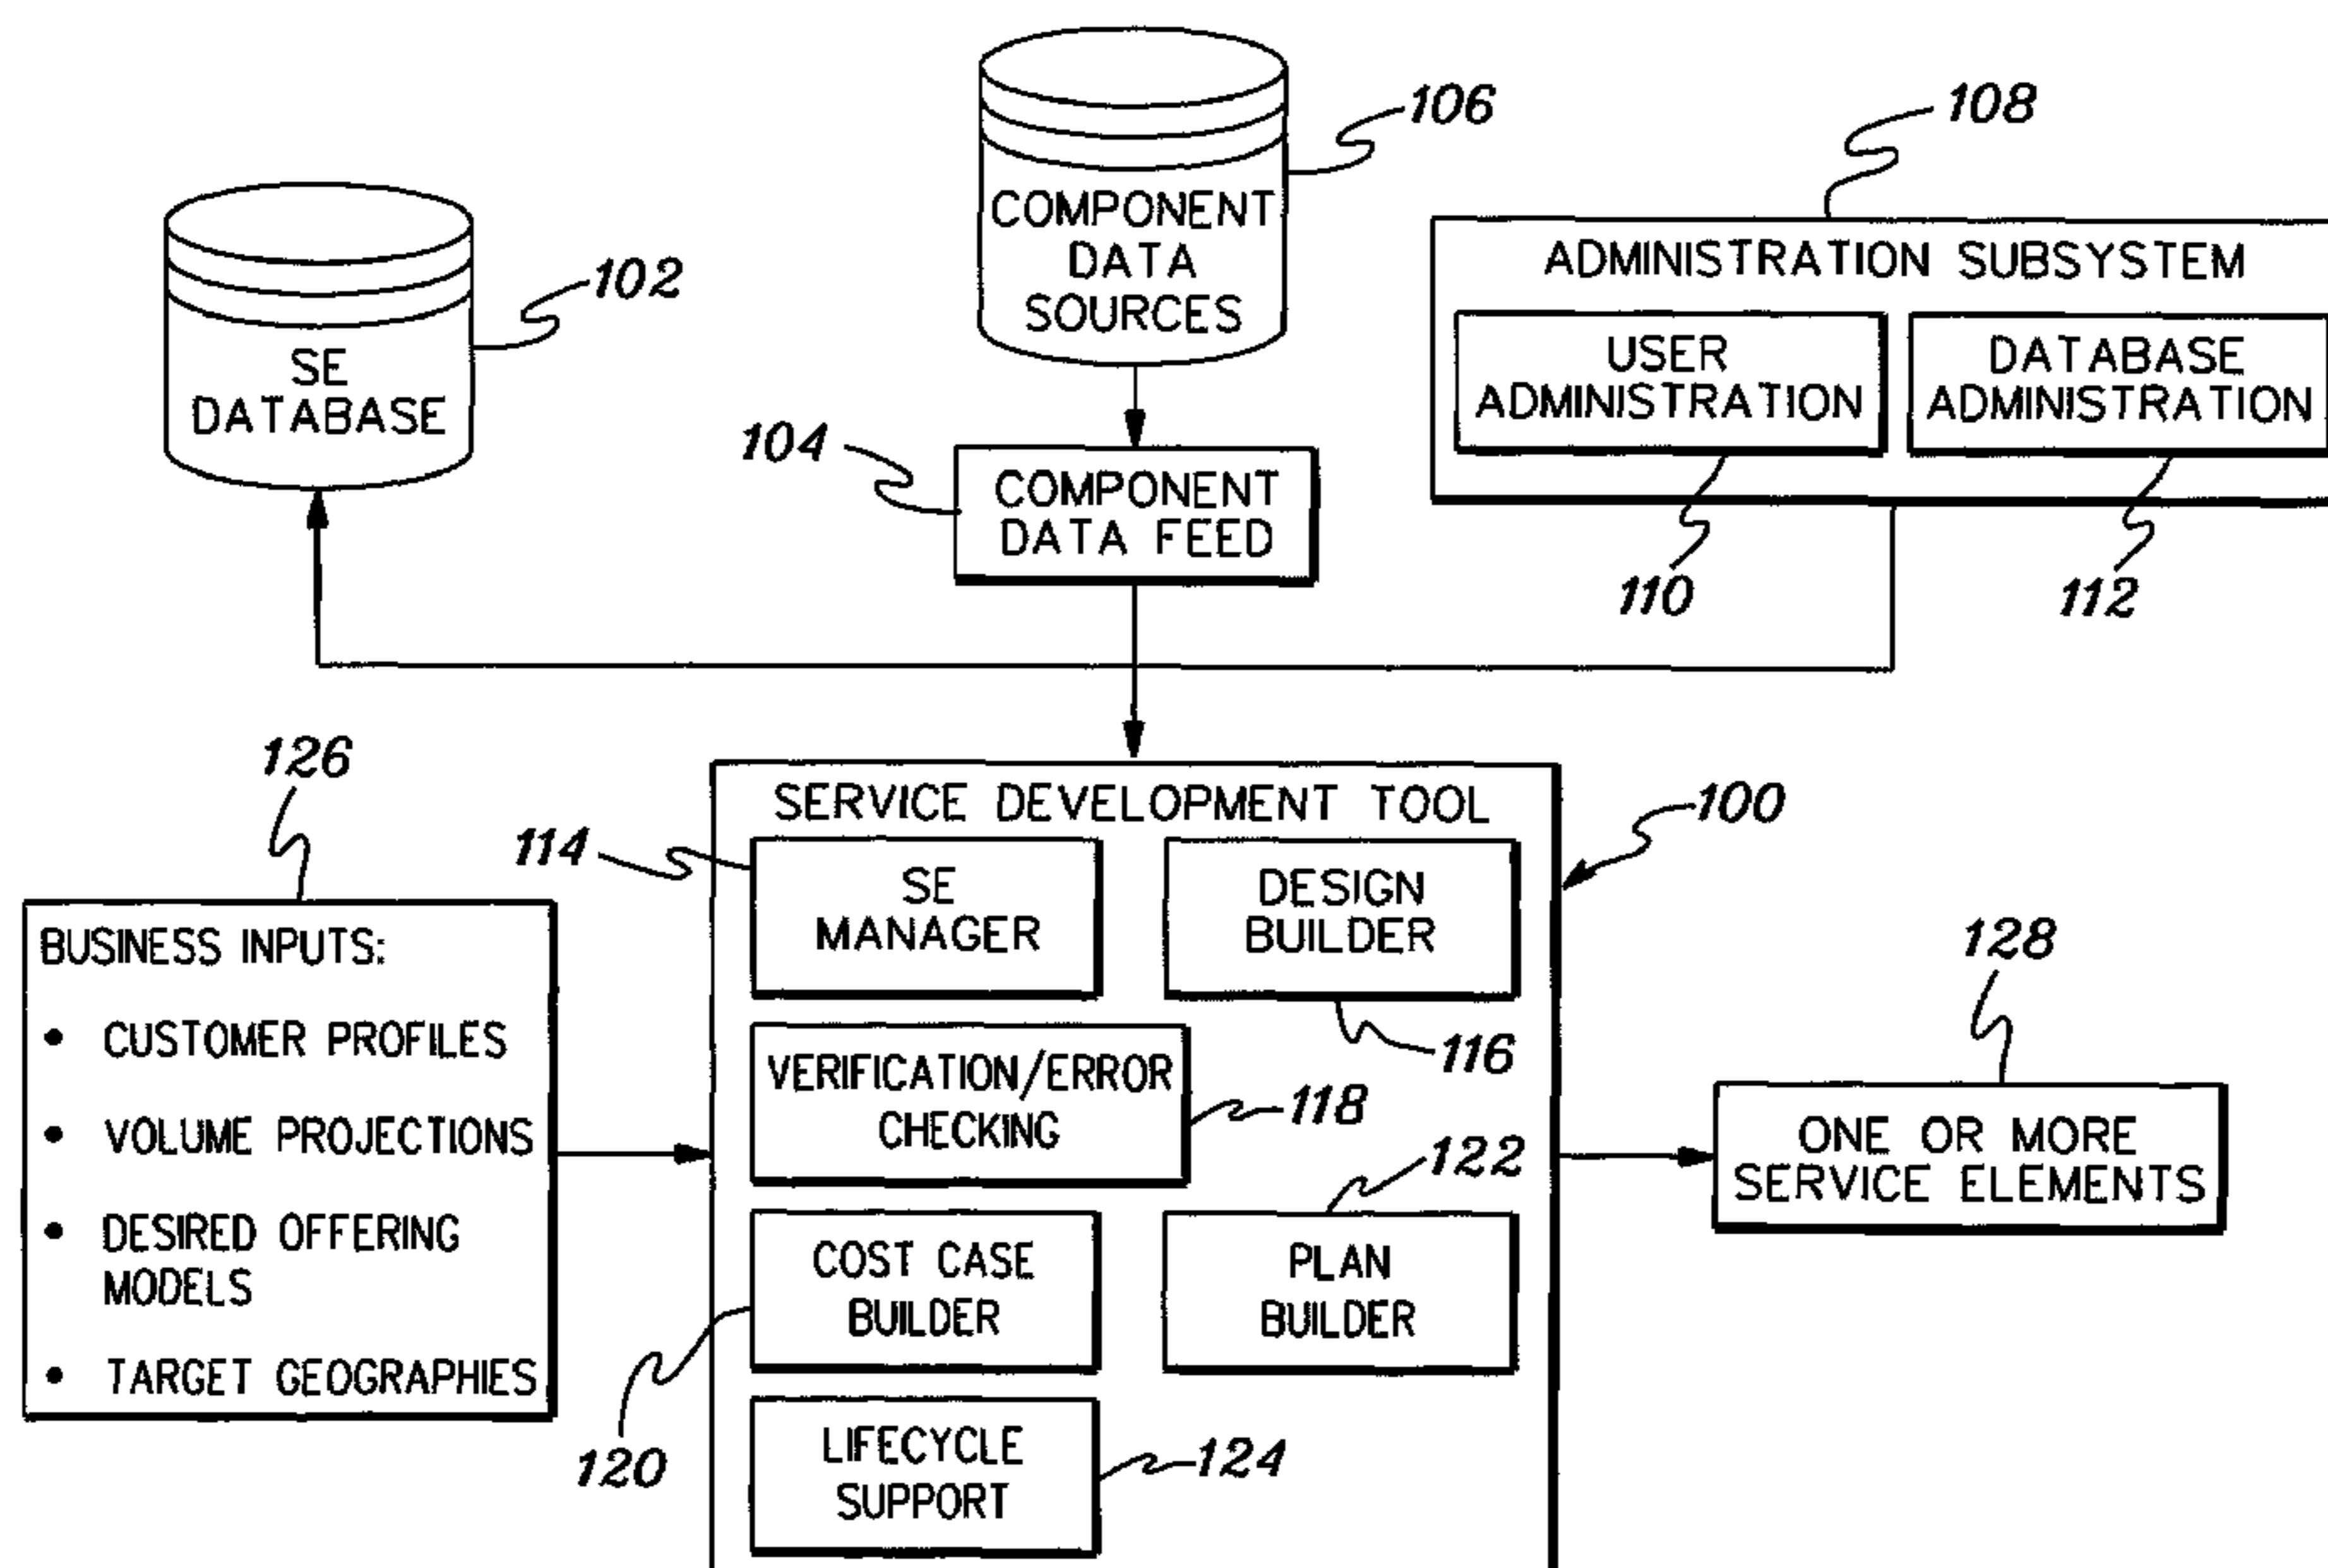 106
108
COMPONENT
DATA
SOURCES
102
SE
DATABASE
ADMINISTRATION SUBSYSTEM
USER
ADMINISTRATION
DATABASE
ADMINISTRATION
104
COMPONENT
DATA FEED
110
112
126
SERVICE DEVELOPMENT TOOL
100
114
SE
MANAGER
DESIGN
BUILDER
116
BUSINESS INPUTS:
• CUSTOMER PROFILES
• VOLUME PROJECTIONS
• DESIRED OFFERING
MODELS
• TARGET GEOGRAPHIES
VERIFICATION/ERROR
CHECKING
118
122
COST CASE
BUILDER
PLAN
BUILDER
120
LIFECYCLE
SUPPORT
124
128
ONE OR MORE
SERVICE ELEMENTS